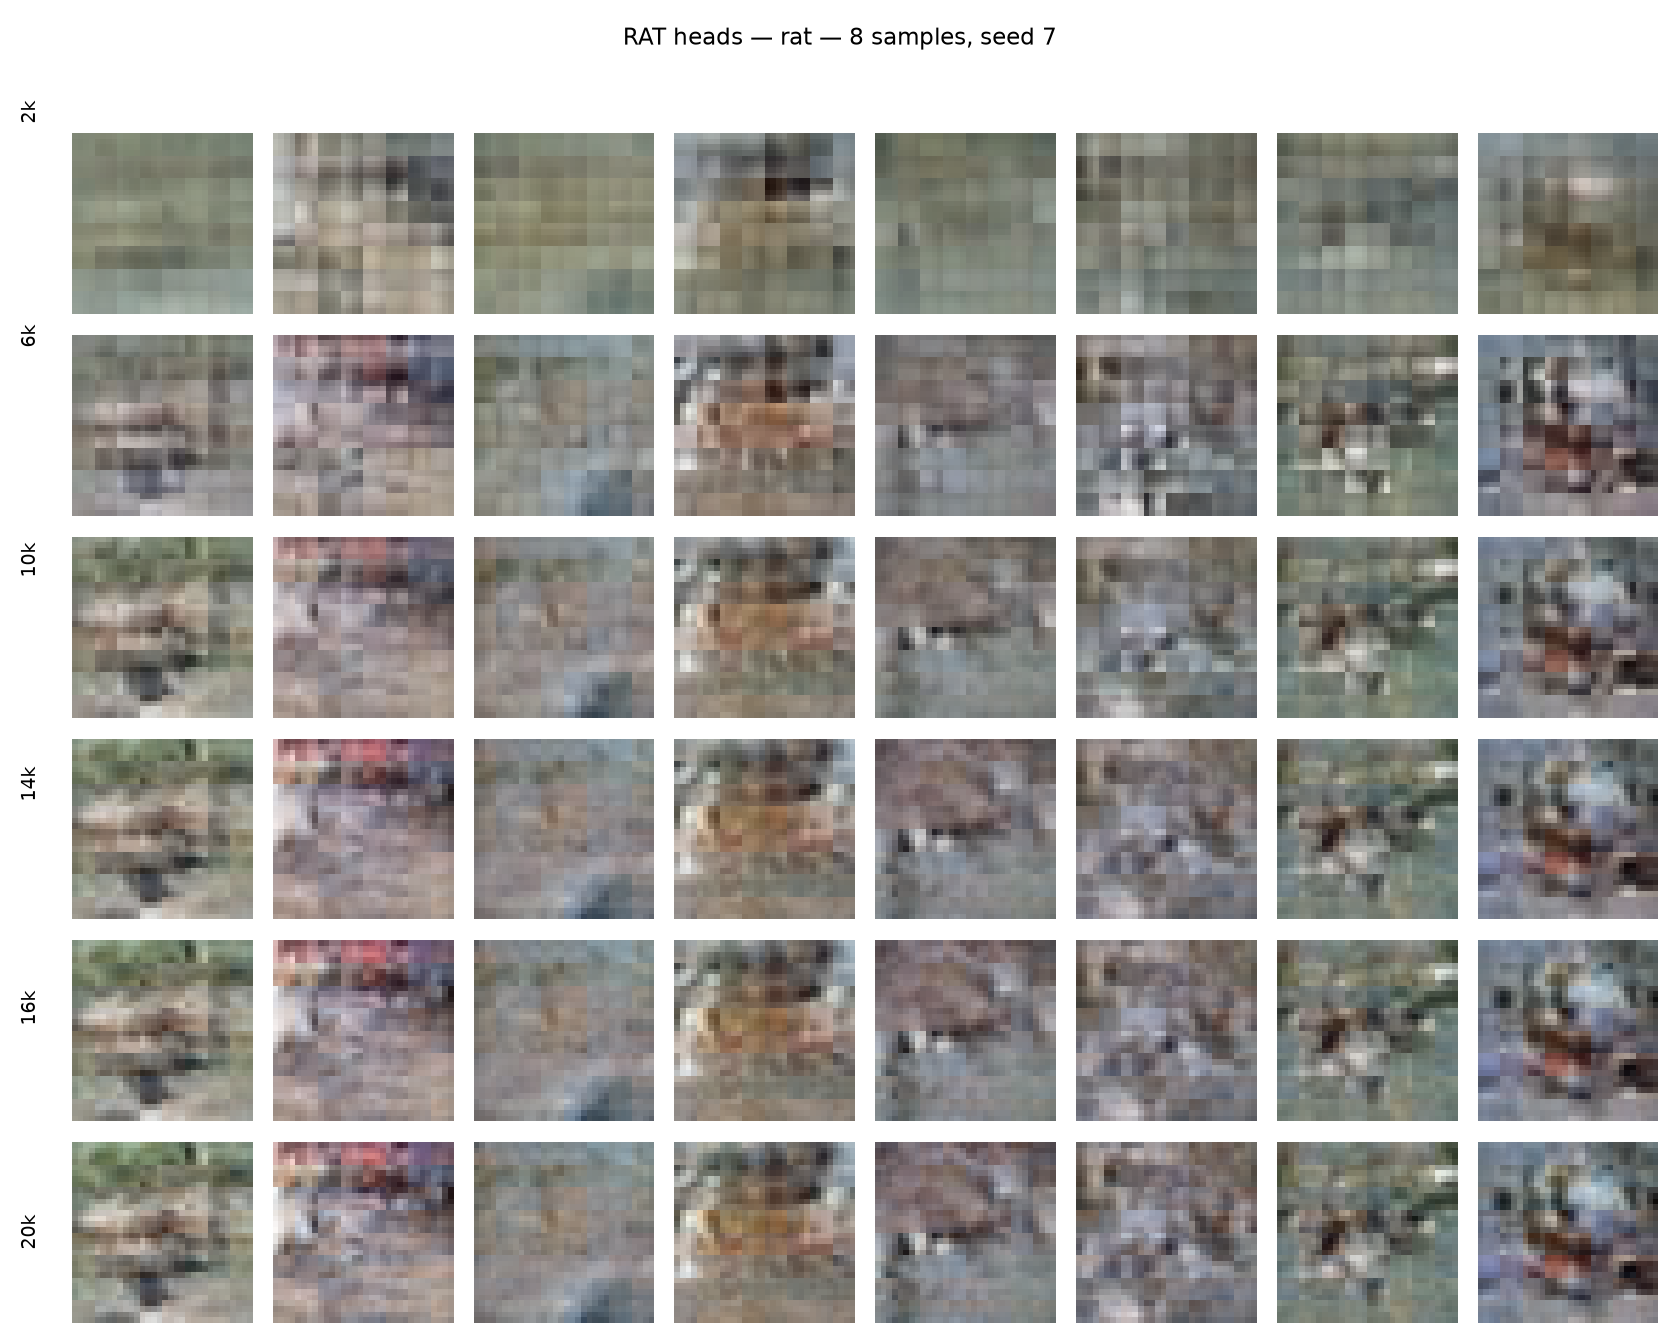 RAT heads — rat — 8 samples, seed 7
2k
6k
10k
14k
16k
20k